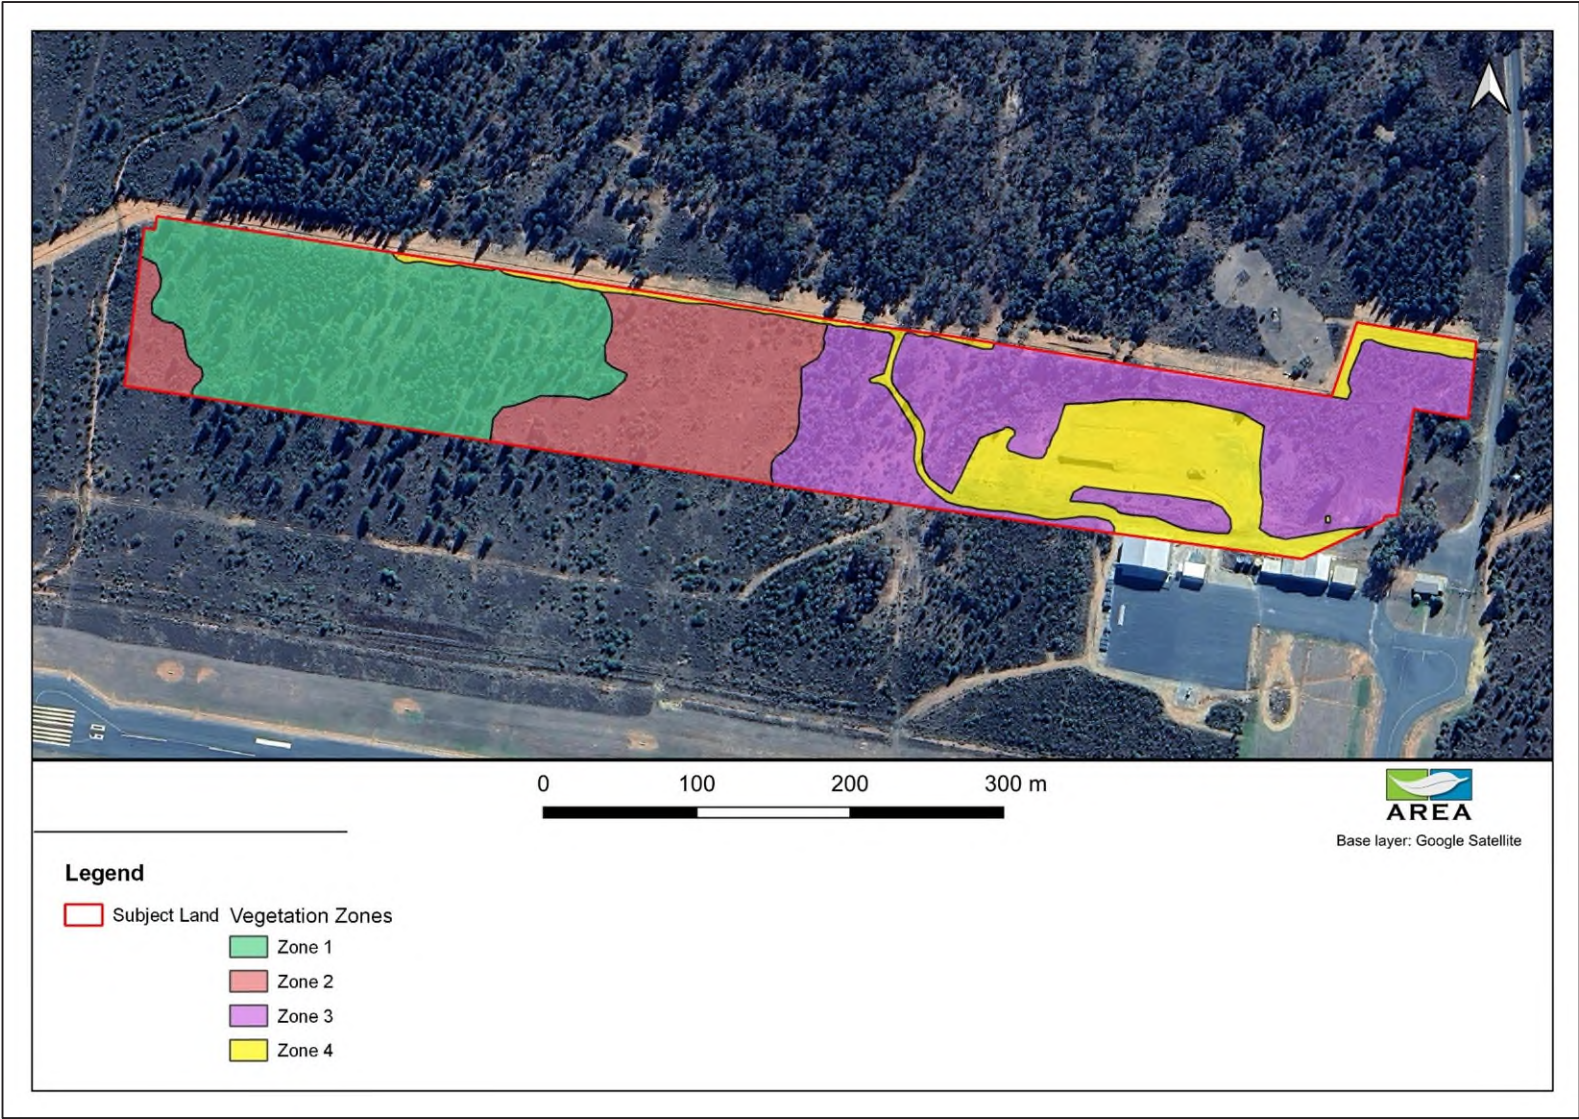 60
0 100 200 300 m
AREA
Base layer: Google Satellite
Legend
Subject Land Vegetation Zones
Zone 1
Zone 2
Zone 3
Zone 4